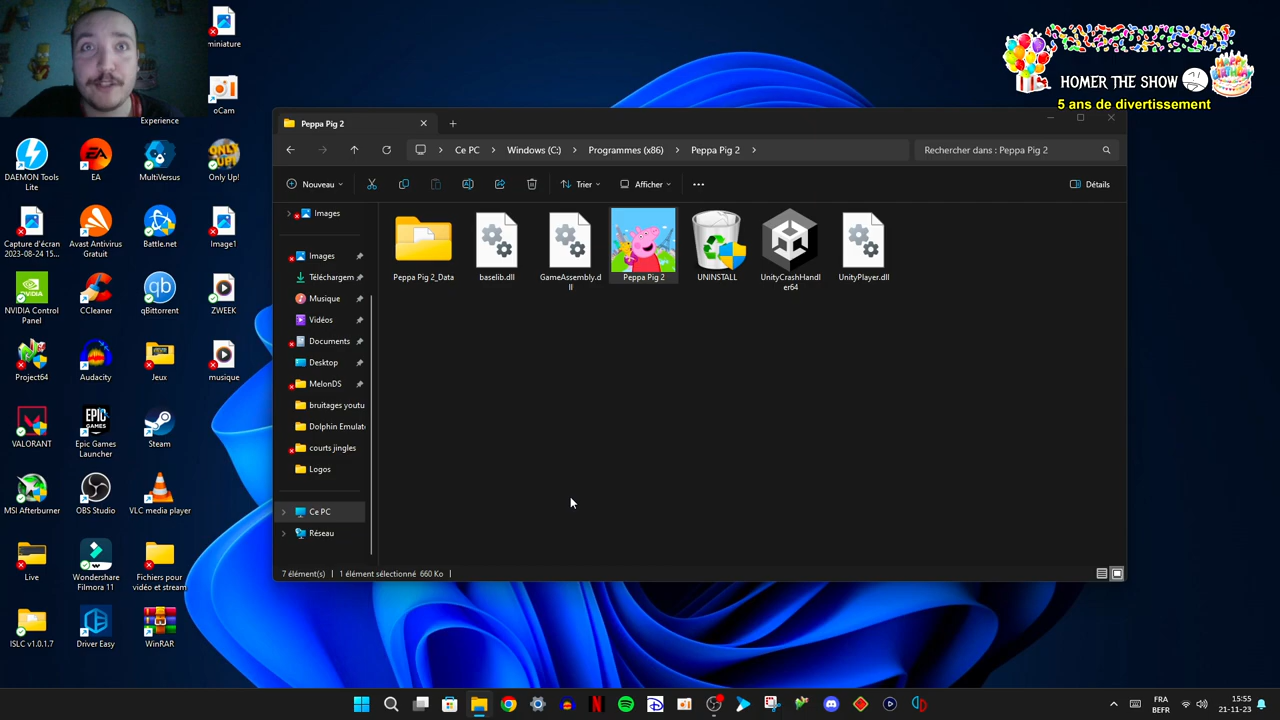 miniature
oCam
Experience
DAEMON Tools
Lite
EA
MultiVersus
Only Up!
Capture d'écran
2023-08-24 15...
Avast Antivirus
Gratuit
Battle.net
Image1
NVIDIA Control
Panel
CCleaner
qBittorrent
ZWEEK
Project64
Audacity
Jeux
musique
VALORANT
Epic Games
Launcher
Steam
MSI Afterburner
OBS Studio
VLC media player
Live
Wondershare
Filmora 11
Fichiers pour
vidéo et stream
ISLC v1.0.1.7
Driver Easy
WinRAR
HAPPY BIRTHDAY
HOMER THE SHOW
5 ans de divertissement
Peppa Pig 2
Ce PC
Windows (C:)
Programmes (x86)
Peppa Pig 2
Rechercher dans : Peppa Pig 2
Nouveau
Trier
Afficher
Détails
Images
Images
Téléchargem
Musique
Vidéos
Documents
Desktop
MelonDS
bruitages youtu
Dolphin Emulat
courts jingles
Logos
Ce PC
Réseau
Peppa Pig 2_Data
baselib.dll
GameAssembly.d
ll
Peppa Pig 2
UNINSTALL
UnityCrashHandl
er64
UnityPlayer.dll
7 élément(s)
1 élément sélectionné 660 Ko
FRA
BEFR
15:55
21-11-23